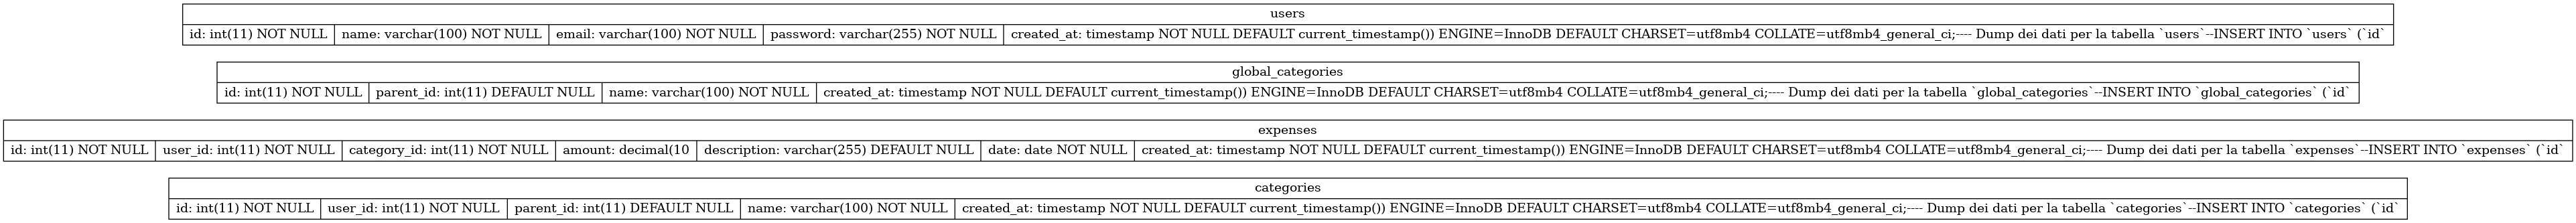 users
id: int(11) NOT NULL name: varchar(100) NOT NULL email: varchar(100) NOT NULL password: varchar(255) NOT NULL created_at: timestamp NOT NULL DEFAULT current_timestamp()) ENGINE=InnoDB DEFAULT CHARSET=utf8mb4 COLLATE=utf8mb4_general_ci;---- Dump dei dati per la tabella `users`--INSERT INTO `users` (`id`
global_categories
id: int(11) NOT NULL parent_id: int(11) DEFAULT NULL name: varchar(100) NOT NULL created_at: timestamp NOT NULL DEFAULT current_timestamp()) ENGINE=InnoDB DEFAULT CHARSET=utf8mb4 COLLATE=utf8mb4_general_ci;---- Dump dei dati per la tabella `global_categories`--INSERT INTO `global_categories` (`id`
expenses
id: int(11) NOT NULL user_id: int(11) NOT NULL category_id: int(11) NOT NULL amount: decimal(10 description: varchar(255) DEFAULT NULL date: date NOT NULL created_at: timestamp NOT NULL DEFAULT current_timestamp()) ENGINE=InnoDB DEFAULT CHARSET=utf8mb4 COLLATE=utf8mb4_general_ci;---- Dump dei dati per la tabella `expenses`--INSERT INTO `expenses` (`id`
categories
id: int(11) NOT NULL user_id: int(11) NOT NULL parent_id: int(11) DEFAULT NULL name: varchar(100) NOT NULL created_at: timestamp NOT NULL DEFAULT current_timestamp()) ENGINE=InnoDB DEFAULT CHARSET=utf8mb4 COLLATE=utf8mb4_general_ci;---- Dump dei dati per la tabella `categories`--INSERT INTO `categories` (`id`